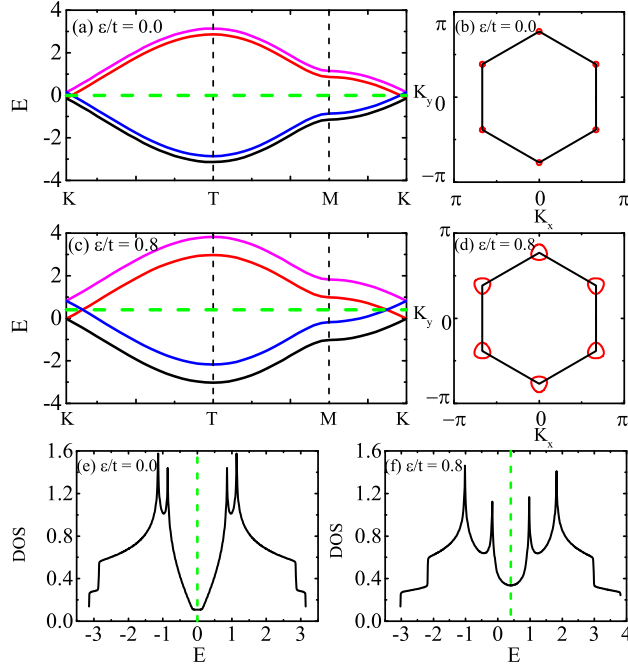 (a) ε/t = 0.0
4
2
0
-2
-4
E
K
T
M
K
(b) ε/t = 0.0
π
0
−π
K_y
π
0
π
K_x
(c) ε/t = 0.8
4
2
0
-2
-4
E
K
T
M
K
(d) ε/t = 0.8
π
0
−π
K_y
−π
0
π
K_x
(e) ε/t = 0.0
1.6
1.2
0.8
0.4
0.0
DOS
-3 -2 -1 0 1 2 3
E
(f) ε/t = 0.8
1.6
1.2
0.8
0.4
0.0
DOS
-3 -2 -1 0 1 2 3 4
E